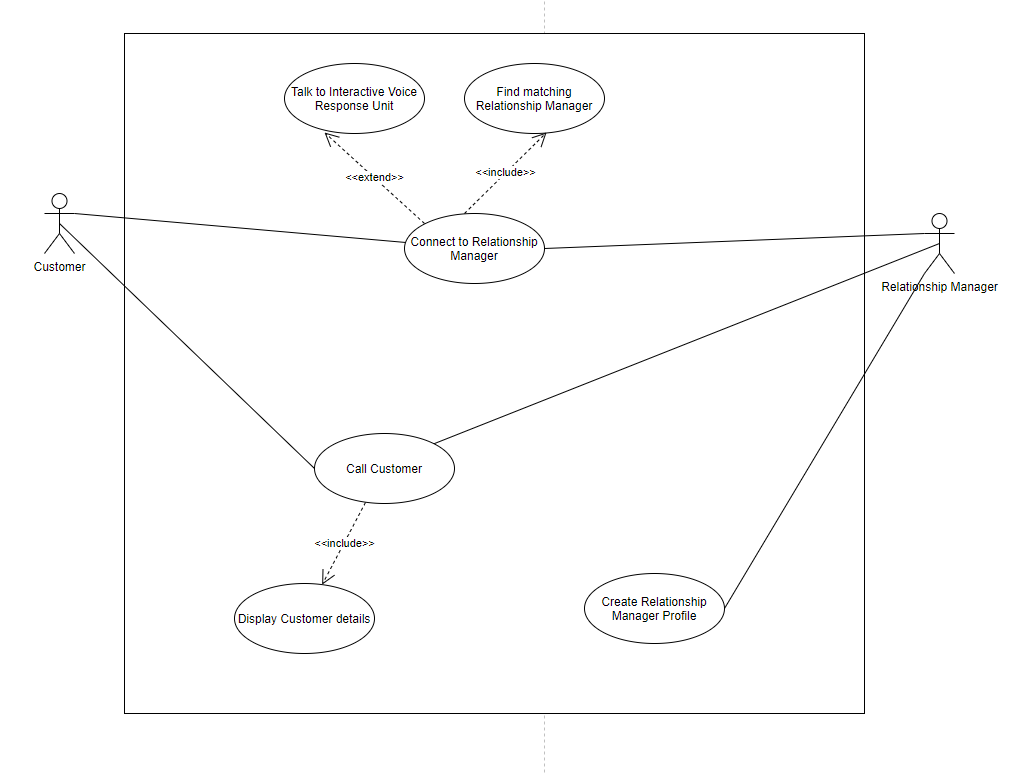 Talk to Interactive Voice
Response Unit
Find matching
Relationship Manager
<<extend>>
<<include>>
Customer
Connect to Relationship
Manager
Relationship Manager
Call Customer
<<include>>
Display Customer details
Create Relationship
Manager Profile